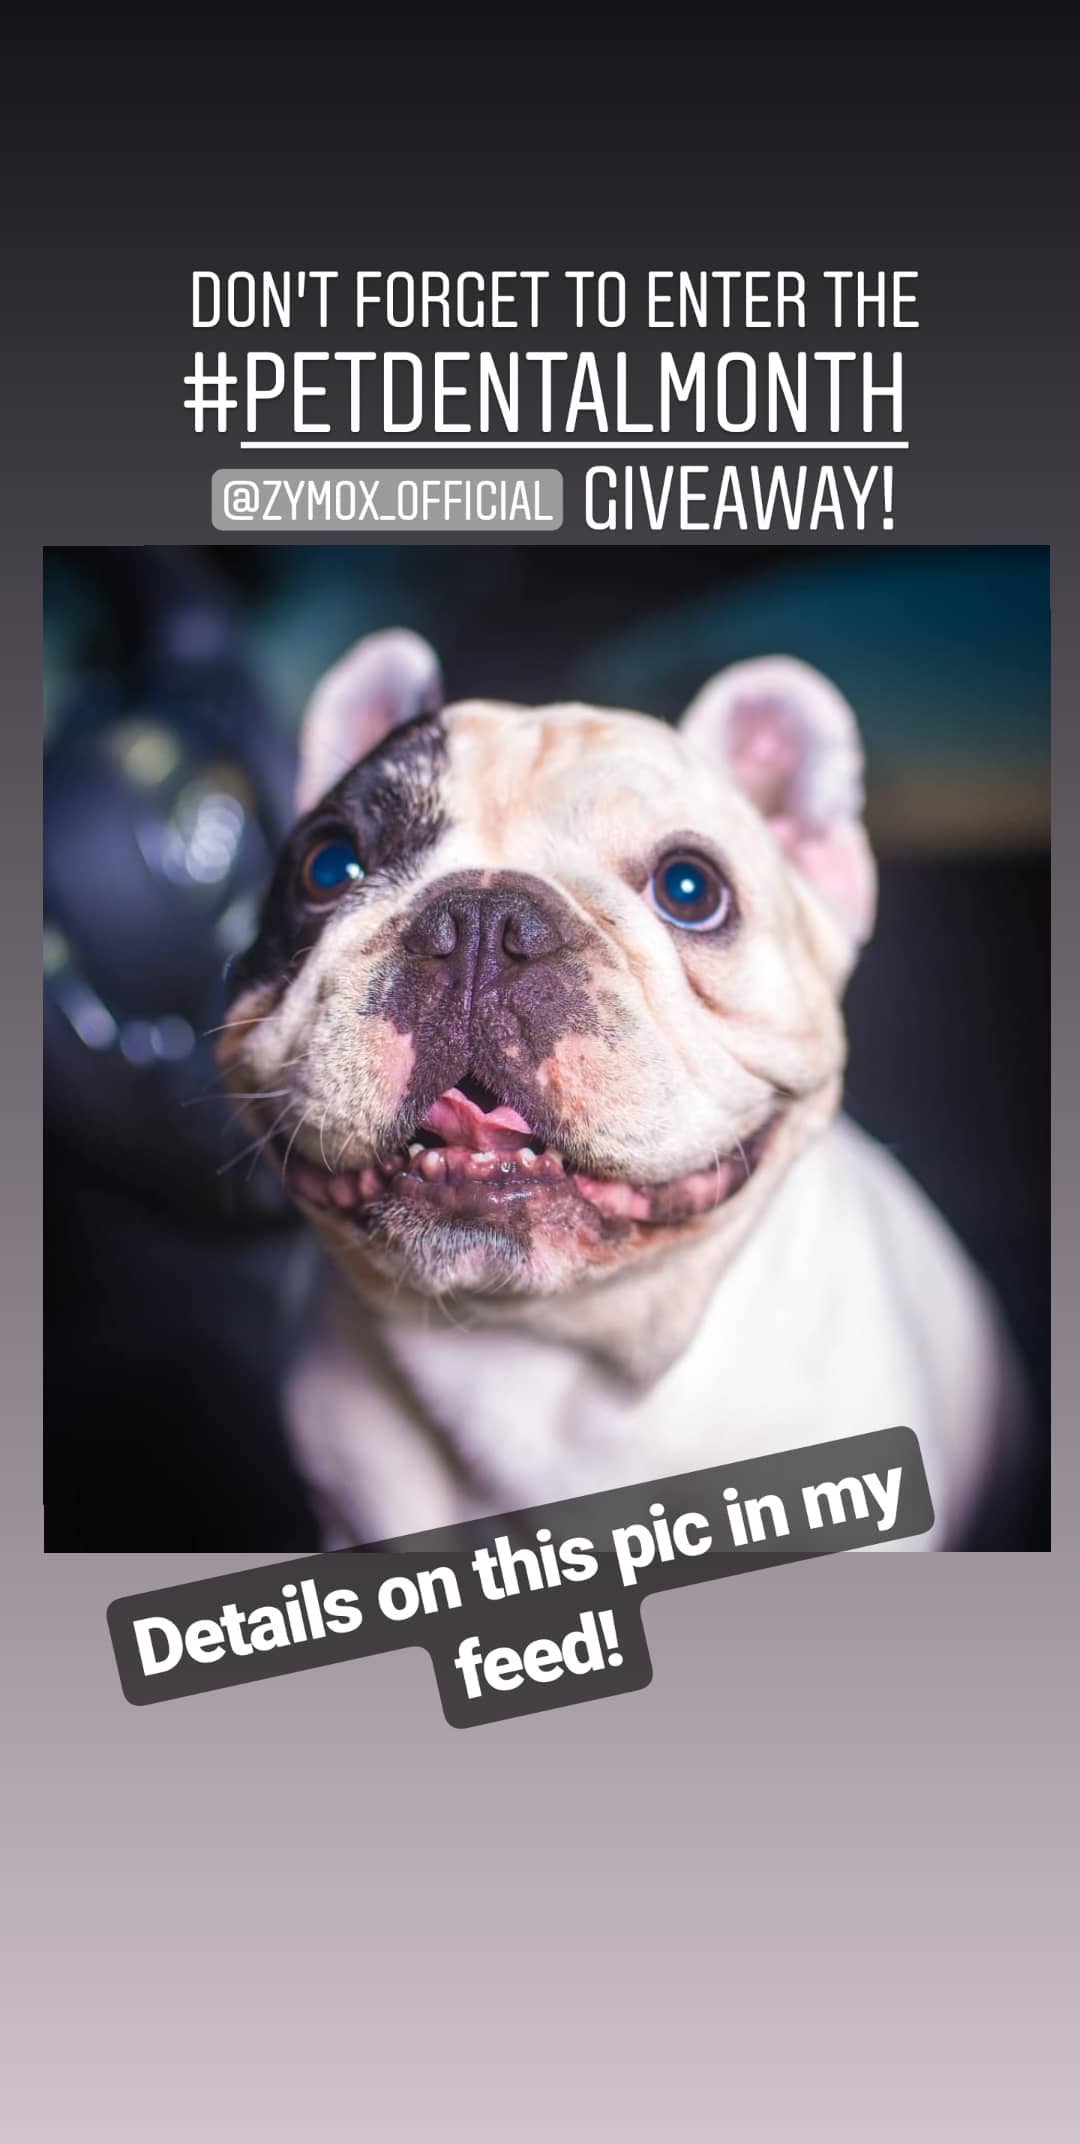 DON'T FORGET TO ENTER THE
#PETDENTALMONTH
@ZYMOX_OFFICIAL GIVEAWAY!
Details on this pic in my
feed!